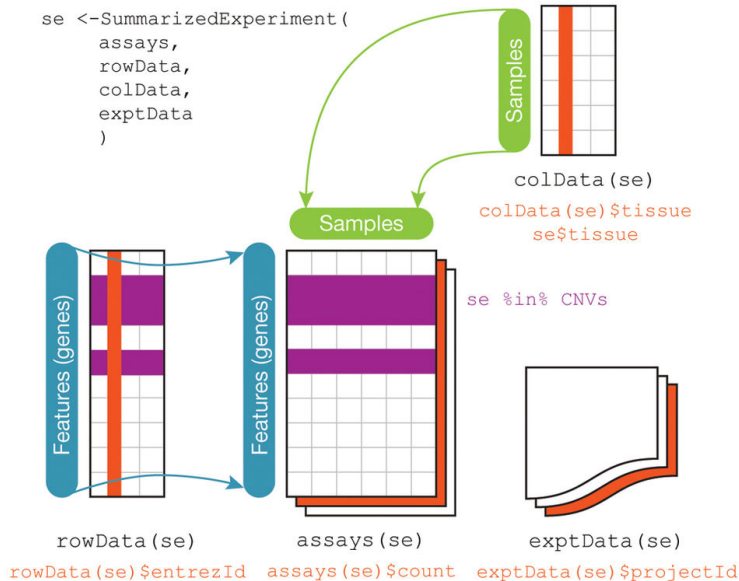 se <-SummarizedExperiment(
assays,
rowData,
colData,
exptData
)
Samples
colData(se)
colData(se)$tissue
se$tissue
Samples
Features (genes)
Features (genes)
se %in% CNVs
rowData(se)
assays(se)
exptData(se)
rowData(se)$entrezId
assays(se)$count
exptData(se)$projectId